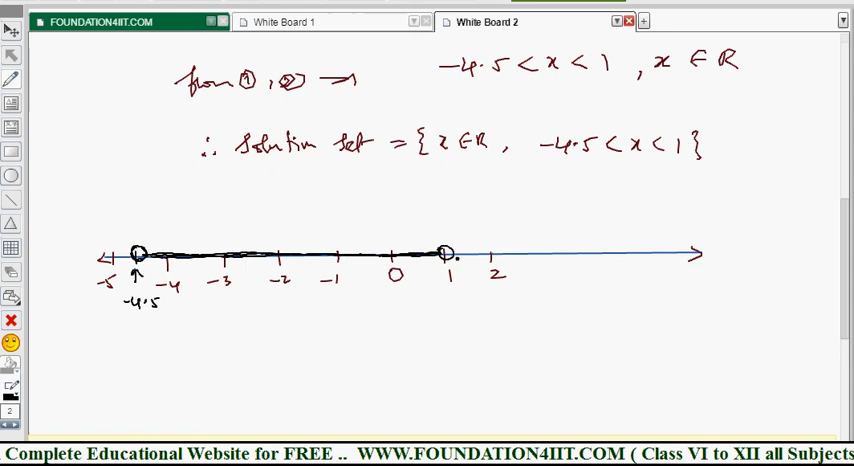 FOUNDATION4IIT.COM White Board 1 White Board 2
from ①, ② → -4.5 < x < 1, x ∈ R
∴ Solution set = {x ∈ R, -4.5 < x < 1}
-5 -4 -3 -2 -1 0 1 2
-4.5
2
Complete Educational Website for FREE .. WWW.FOUNDATION4IIT.COM ( Class VI to XII all Subjects